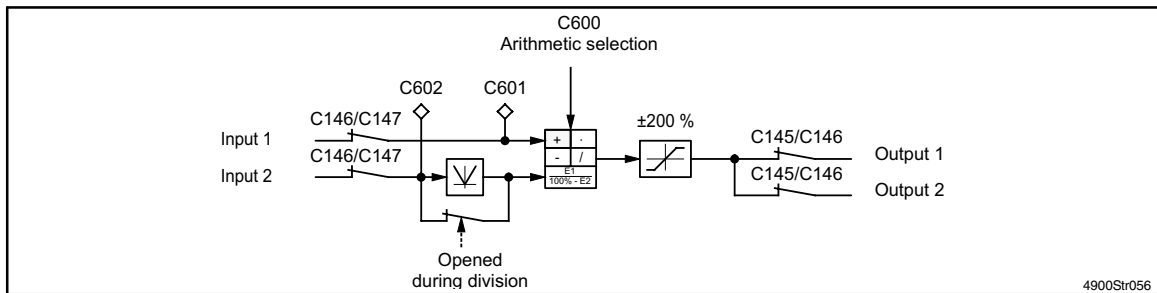 C600
Arithmetic selection
C602
C601
C146/C147
Input 1
C146/C147
Input 2
+ ·
- /
E1
100% - E2
±200 %
C145/C146
Output 1
C145/C146
Output 2
Opened
during division
4900Str056